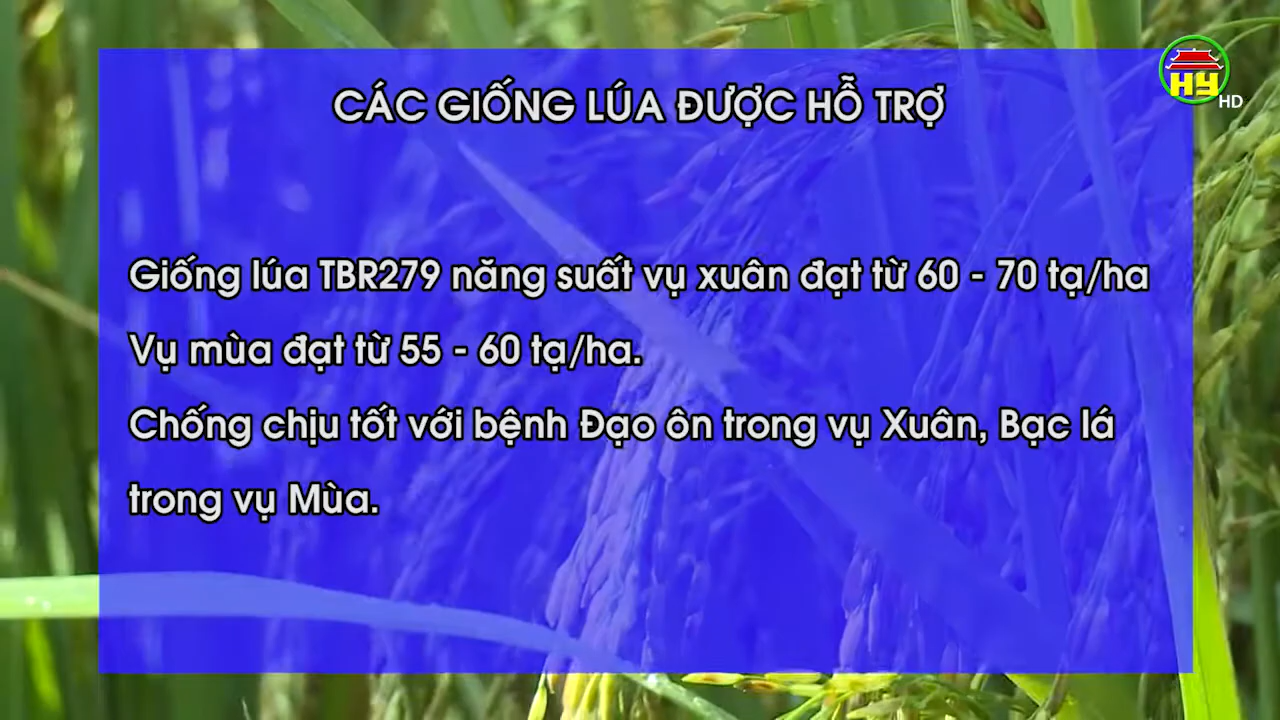 CÁC GIỐNG LÚA ĐƯỢC HỖ TRỢ
HY HD
Giống lúa TBR279 năng suất vụ xuân đạt từ 60 - 70 tạ/ha
Vụ mùa đạt từ 55 - 60 tạ/ha.
Chống chịu tốt với bệnh Đạo ôn trong vụ Xuân, Bạc lá
trong vụ Mùa.